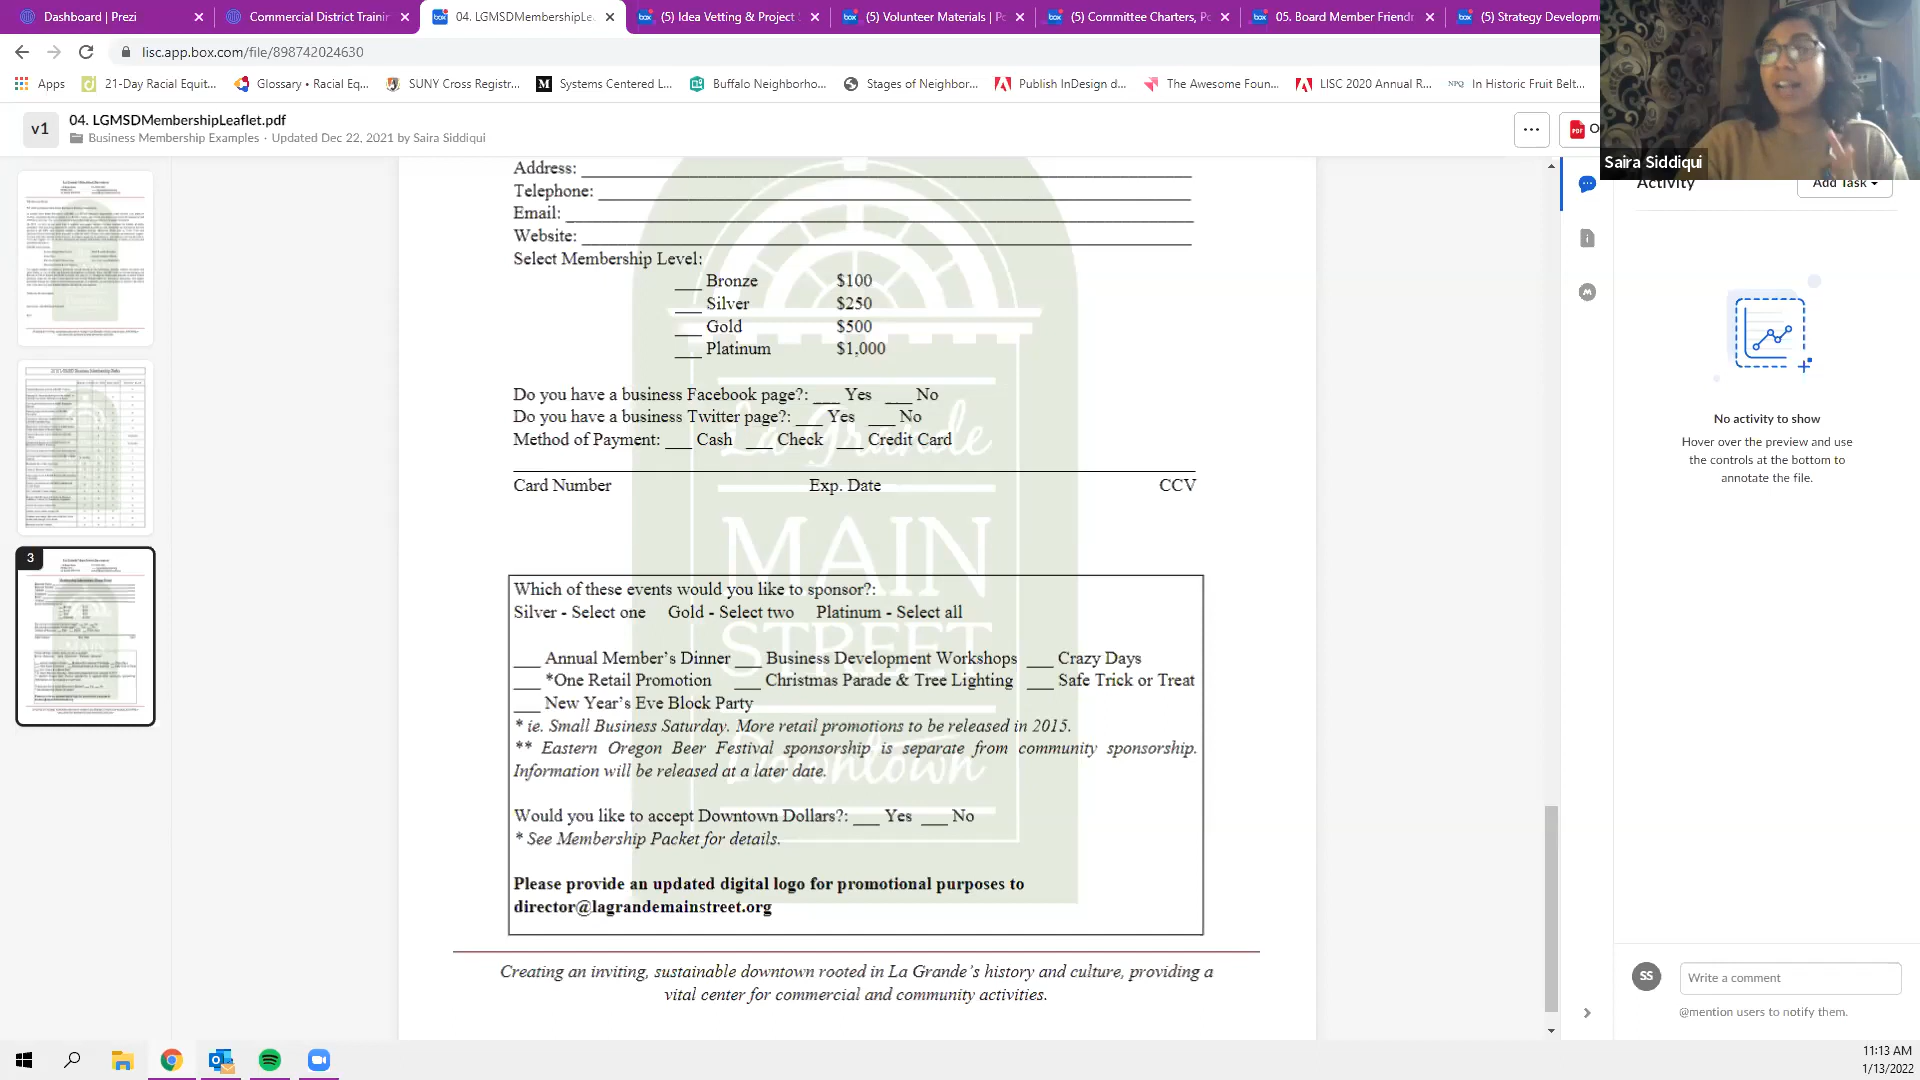 Dashboard | Prezi
Commercial District Trainin
04. LGMSDMembershipLe
(5) Idea Vetting & Project
(5) Volunteer Materials | Po
(5) Committee Charters, Po
05. Board Member Friendr
(5) Strategy Developm
lisc.app.box.com/file/898742024630
Apps
21-Day Racial Equit...
Glossary • Racial Eq...
SUNY Cross Registr...
Systems Centered L...
Buffalo Neighborho...
Stages of Neighbor...
Publish InDesign d...
The Awesome Foun...
LISC 2020 Annual R...
NPQ In Historic Fruit Belt...
v1
04. LGMSDMembershipLeaflet.pdf
Business Membership Examples · Updated Dec 22, 2021 by Saira Siddiqui
PDF O
Saira Siddiqui
Activity
Add Task
3
Address:
Telephone:
Email:
Website:
Select Membership Level:
___ Bronze $100
___ Silver $250
___ Gold $500
___ Platinum $1,000
Do you have a business Facebook page?: ___ Yes ___ No
Do you have a business Twitter page?: ___ Yes ___ No
Method of Payment: ___ Cash ___ Check ___ Credit Card
Card Number Exp. Date CCV
La Grande
MAIN
STREET
Downtown
Which of these events would you like to sponsor?:
Silver - Select one Gold - Select two Platinum - Select all
___ Annual Member's Dinner ___ Business Development Workshops ___ Crazy Days
___ *One Retail Promotion ___ Christmas Parade & Tree Lighting ___ Safe Trick or Treat
___ New Year's Eve Block Party
* ie. Small Business Saturday. More retail promotions to be released in 2015.
** Eastern Oregon Beer Festival sponsorship is separate from community sponsorship.
Information will be released at a later date.
Would you like to accept Downtown Dollars?: ___ Yes ___ No
* See Membership Packet for details.
Please provide an updated digital logo for promotional purposes to
director@lagrandemainstreet.org
Creating an inviting, sustainable downtown rooted in La Grande's history and culture, providing a
vital center for commercial and community activities.
No activity to show
Hover over the preview and use
the controls at the bottom to
annotate the file.
SS
Write a comment
@mention users to notify them.
11:13 AM
1/13/2022